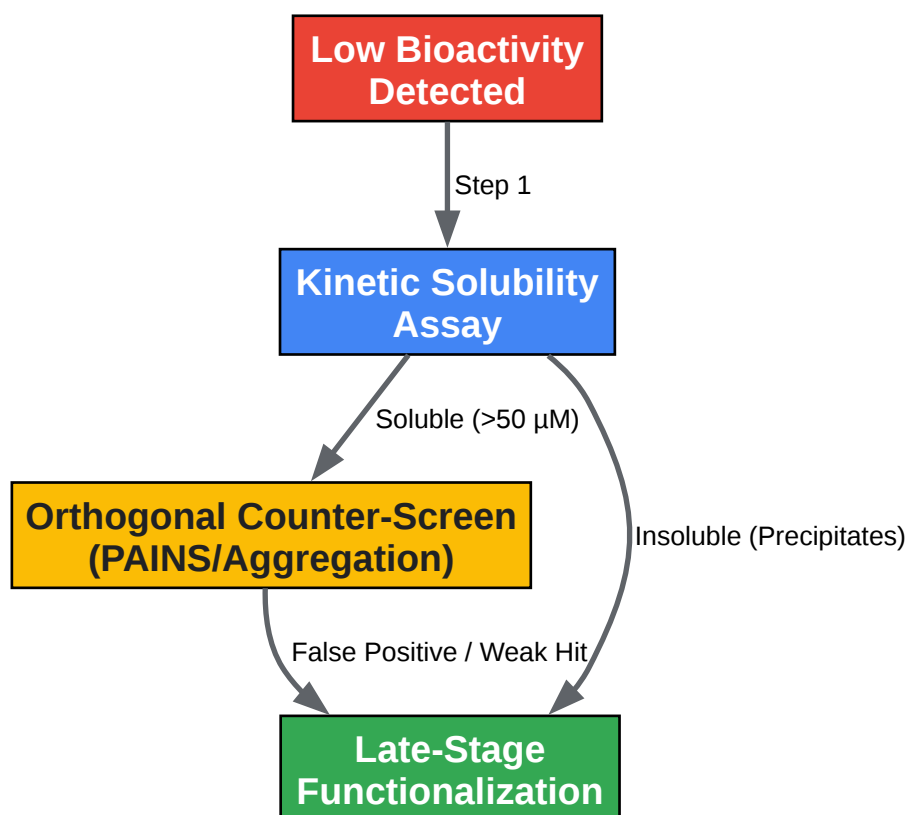 Low Bioactivity
Detected
Step 1
Kinetic Solubility
Assay
Soluble (>50 µM)
Orthogonal Counter-Screen
(PAINS/Aggregation)
Insoluble (Precipitates)
False Positive / Weak Hit
Late-Stage
Functionalization